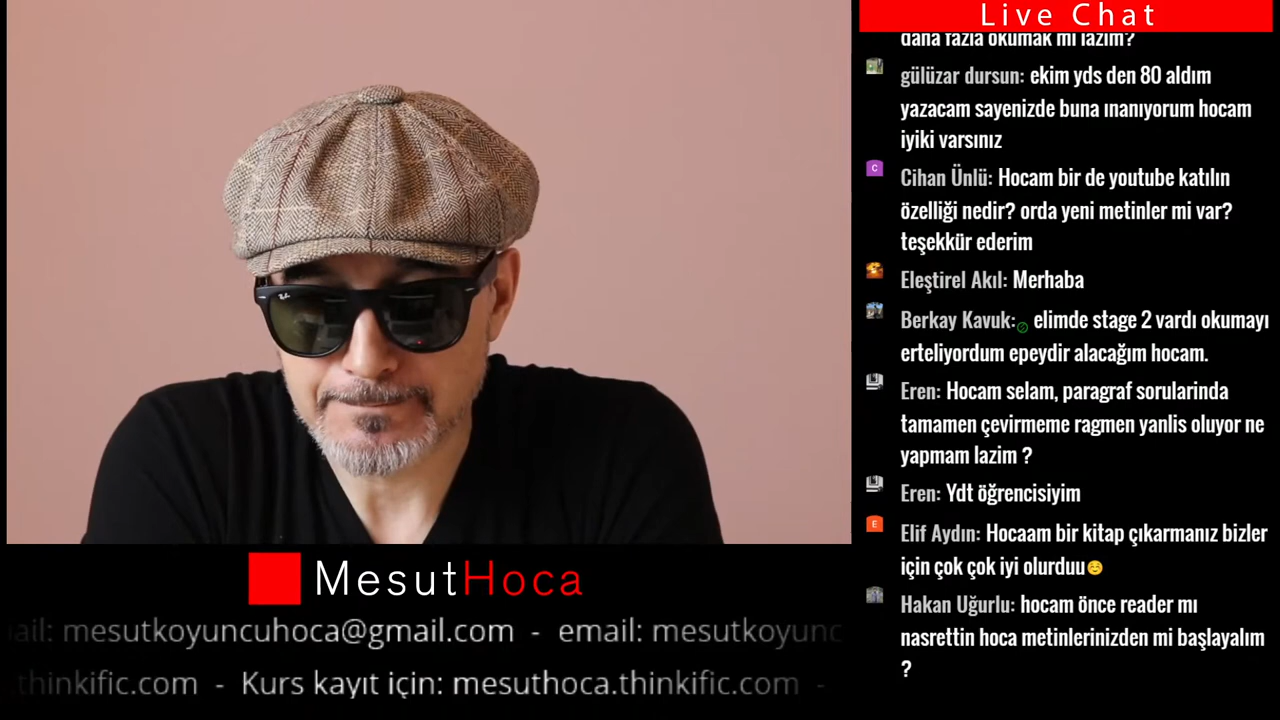 Live Chat
daha fazla okumak mı lazım?
gülüzar dursun: ekim yds den 80 aldım
yazacam sayenizde buna ınanıyorum hocam
iyiki varsınız
C
Cihan Ünlü: Hocam bir de youtube katılın
özelliği nedir? orda yeni metinler mi var?
teşekkür ederim
Eleştirel Akıl: Merhaba
Berkay Kavuk: elimde stage 2 vardı okumayı
erteliyordum epeydir alacağım hocam.
Eren: Hocam selam, paragraf sorularinda
tamamen çevirmeme ragmen yanlis oluyor ne
yapmam lazim ?
Eren: Ydt öğrencisiyim
E
Elif Aydın: Hocaam bir kitap çıkarmanız bizler
için çok çok iyi olurduu☺️
Hakan Uğurlu: hocam önce reader mı
nasrettin hoca metinlerinizden mi başlayalım
?
Ray-Ban
MesutHoca
ail: mesutkoyuncuhoca@gmail.com - email: mesutkoyunc
.thinkific.com - Kurs kayıt için: mesuthoca.thinkific.com -